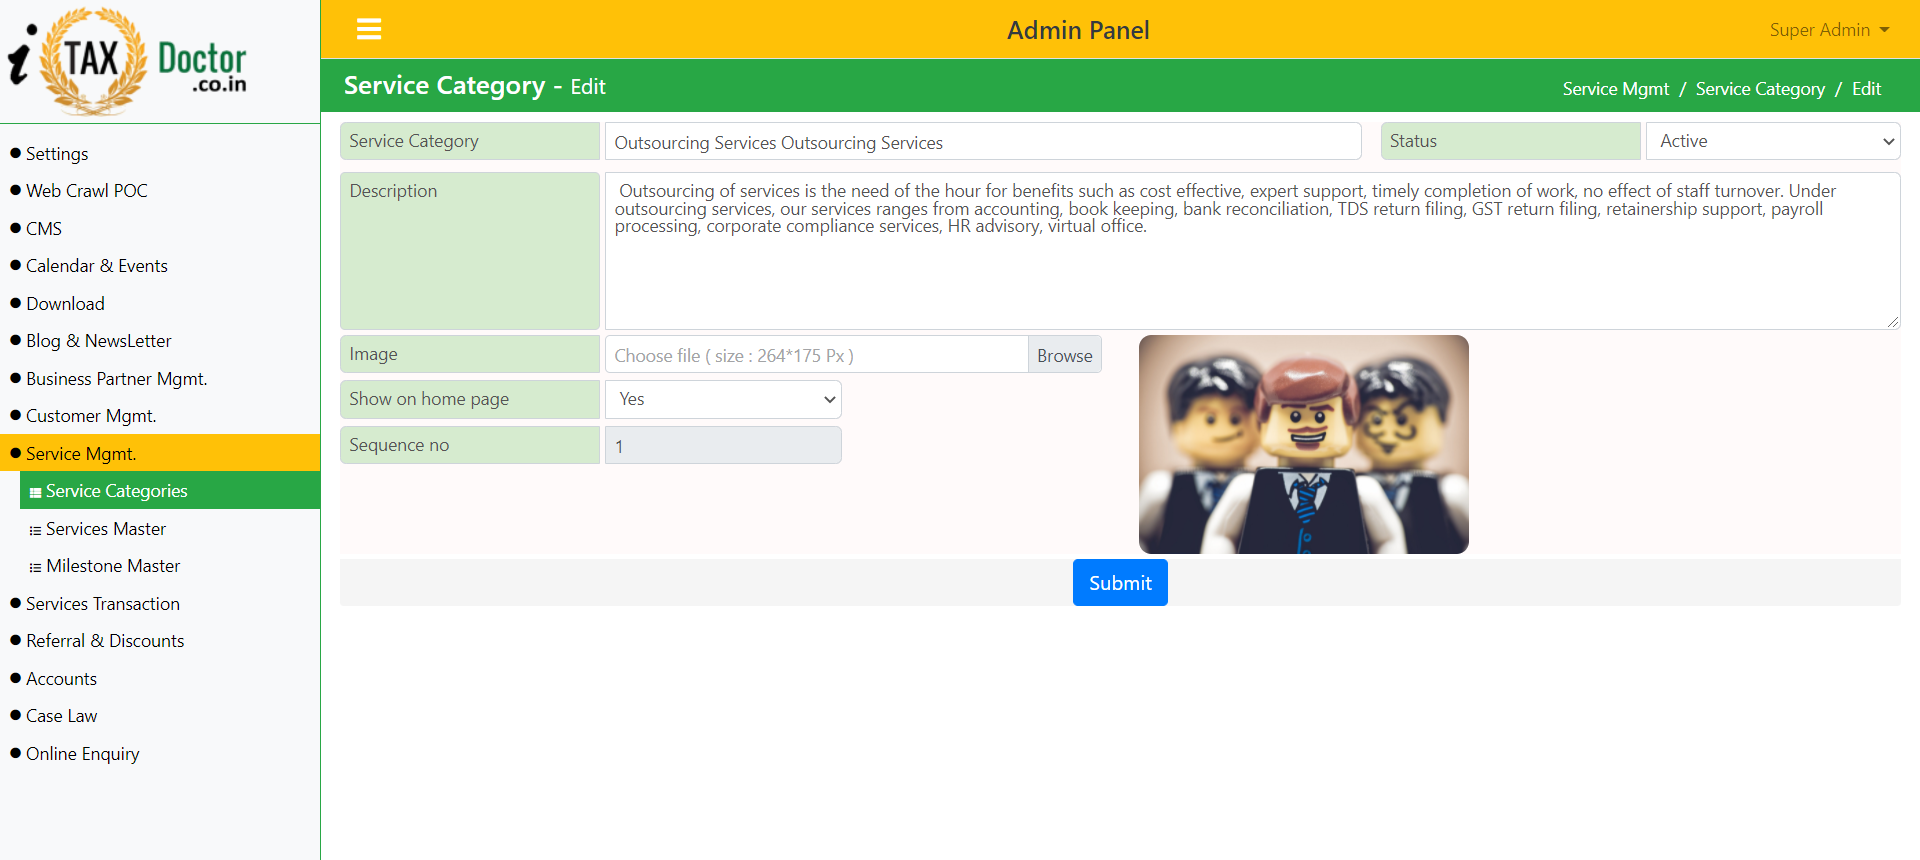 i TAX Doctor
.co.in
Admin Panel
Super Admin
Service Category - Edit
Service Mgmt / Service Category / Edit
Settings
Web Crawl POC
CMS
Calendar & Events
Download
Blog & NewsLetter
Business Partner Mgmt.
Customer Mgmt.
Service Mgmt.
Service Categories
Services Master
Milestone Master
Services Transaction
Referral & Discounts
Accounts
Case Law
Online Enquiry
Service Category
Outsourcing Services Outsourcing Services
Status
Active
Description
Outsourcing of services is the need of the hour for benefits such as cost effective, expert support, timely completion of work, no effect of staff turnover. Under
outsourcing services, our services ranges from accounting, book keeping, bank reconciliation, TDS return filing, GST return filing, retainership support, payroll
processing, corporate compliance services, HR advisory, virtual office.
Image
Choose file ( size : 264*175 Px )
Browse
Show on home page
Yes
Sequence no
1
Submit